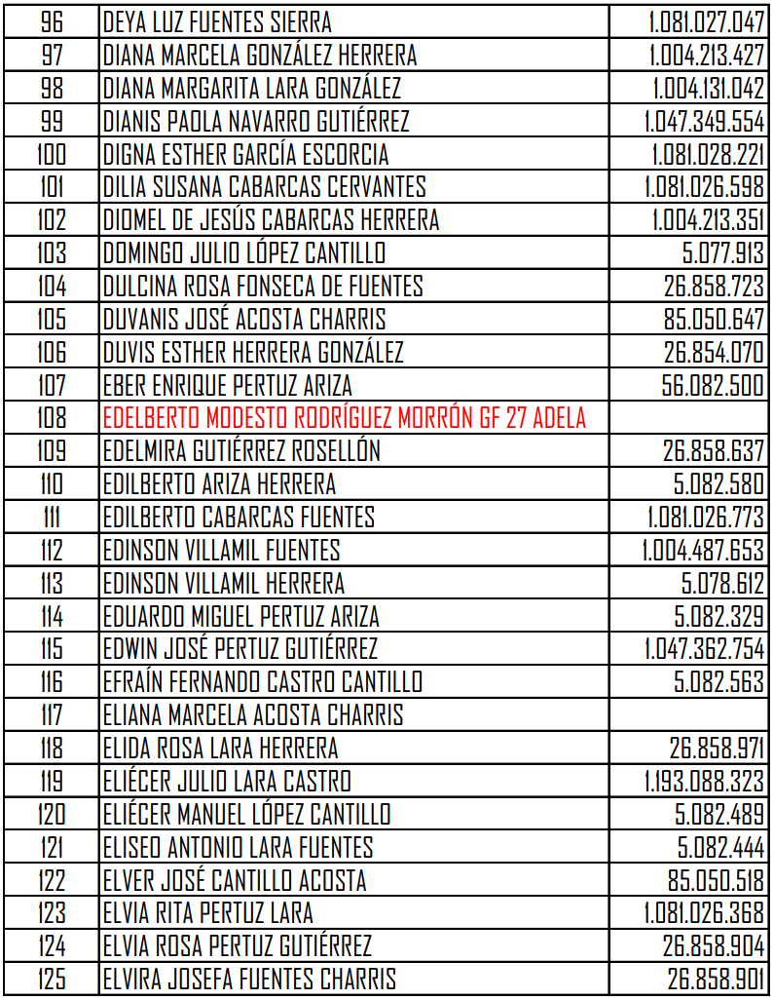 96 DEYA LUZ FUENTES SIERRA 1.081.027.047
97 DIANA MARCELA GONZÁLEZ HERRERA 1.004.213.427
98 DIANA MARGARITA LARA GONZÁLEZ 1.004.131.042
99 DIANIS PAOLA NAVARRO GUTIÉRREZ 1.047.349.554
100 DIGNA ESTHER GARCÍA ESCORCIA 1.081.028.221
101 DILIA SUSANA CABARCAS CERVANTES 1.081.026.598
102 DIOMEL DE JESÚS CABARCAS HERRERA 1.004.213.351
103 DOMINGO JULIO LÓPEZ CANTILLO 5.077.913
104 DULCINA ROSA FONSECA DE FUENTES 26.858.723
105 DUVANIS JOSÉ ACOSTA CHARRIS 85.050.647
106 DUVIS ESTHER HERRERA GONZÁLEZ 26.854.070
107 EBER ENRIQUE PERTUZ ARIZA 56.082.500
108 EDELBERTO MODESTO RODRÍGUEZ MORRÓN GF 27 ADELA
109 EDELMIRA GUTIÉRREZ ROSELLÓN 26.858.637
110 EDILBERTO ARIZA HERRERA 5.082.580
111 EDILBERTO CABARCAS FUENTES 1.081.026.773
112 EDINSON VILLAMIL FUENTES 1.004.487.653
113 EDINSON VILLAMIL HERRERA 5.078.612
114 EDUARDO MIGUEL PERTUZ ARIZA 5.082.329
115 EDWIN JOSÉ PERTUZ GUTIÉRREZ 1.047.362.754
116 EFRAÍN FERNANDO CASTRO CANTILLO 5.082.563
117 ELIANA MARCELA ACOSTA CHARRIS
118 ELIDA ROSA LARA HERRERA 26.858.971
119 ELIÉCER JULIO LARA CASTRO 1.193.088.323
120 ELIÉCER MANUEL LÓPEZ CANTILLO 5.082.489
121 ELISEO ANTONIO LARA FUENTES 5.082.444
122 ELVER JOSÉ CANTILLO ACOSTA 85.050.518
123 ELVIA RITA PERTUZ LARA 1.081.026.368
124 ELVIA ROSA PERTUZ GUTIÉRREZ 26.858.904
125 ELVIRA JOSEFA FUENTES CHARRIS 26.858.901